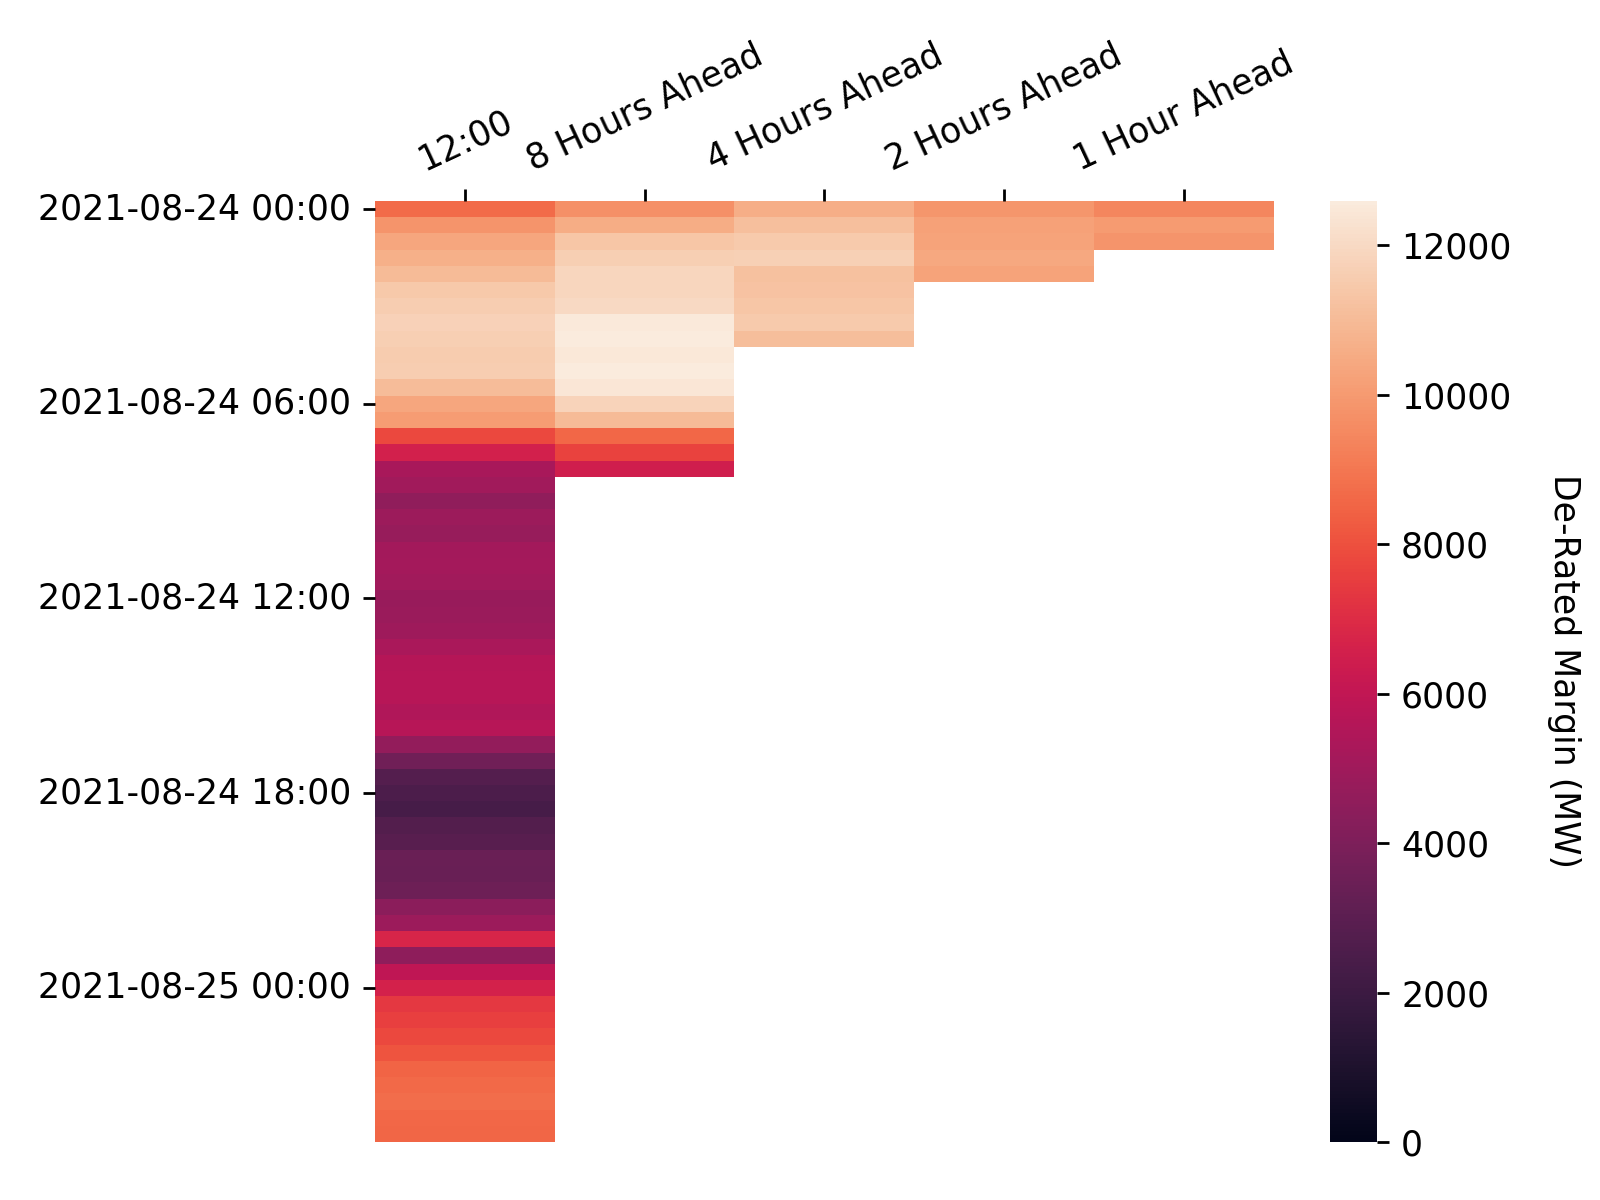 12:00
8 Hours Ahead
4 Hours Ahead
2 Hours Ahead
1 Hour Ahead
2021-08-24 00:00
2021-08-24 06:00
2021-08-24 12:00
2021-08-24 18:00
2021-08-25 00:00
12000
10000
8000
6000
4000
2000
0
De-Rated Margin (MW)